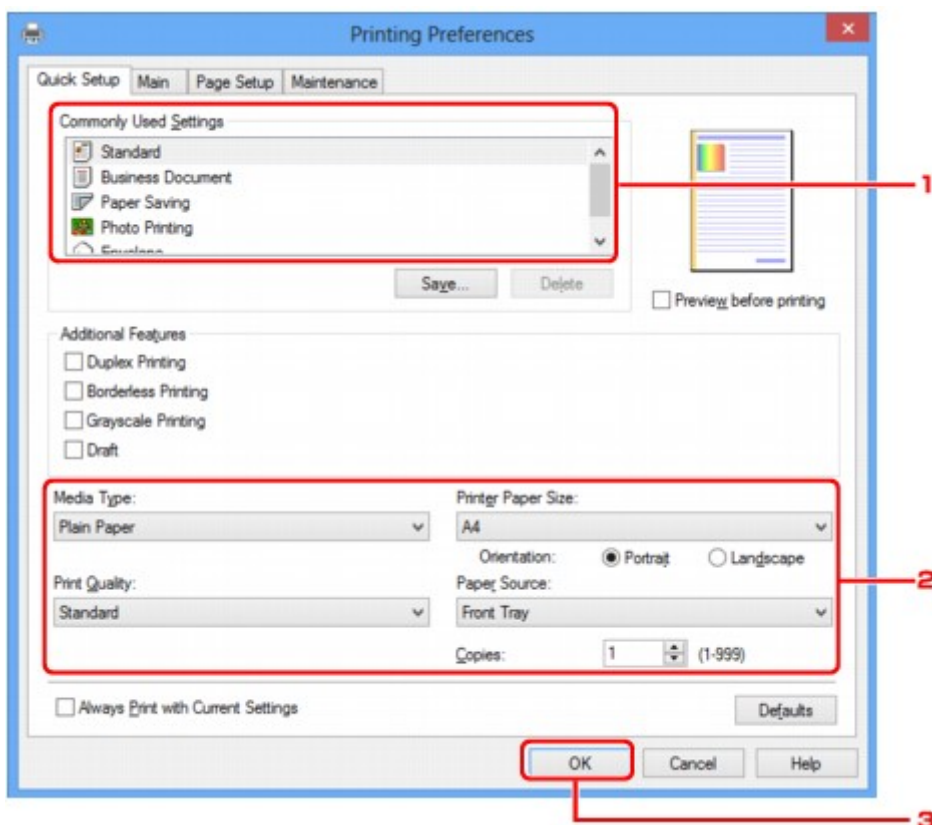 Printing Preferences
Quick Setup Main Page Setup Maintenance
Commonly Used Settings
Standard
Business Document
Paper Saving
Photo Printing
Envelope
1
Save... Delete
Preview before printing
Additional Features
Duplex Printing
Borderless Printing
Grayscale Printing
Draft
Media Type: Printer Paper Size:
Plain Paper A4
Orientation: Portrait Landscape
2
Print Quality: Paper Source:
Standard Front Tray
Copies: 1 (1-999)
Always Print with Current Settings Defaults
OK Cancel Help
3